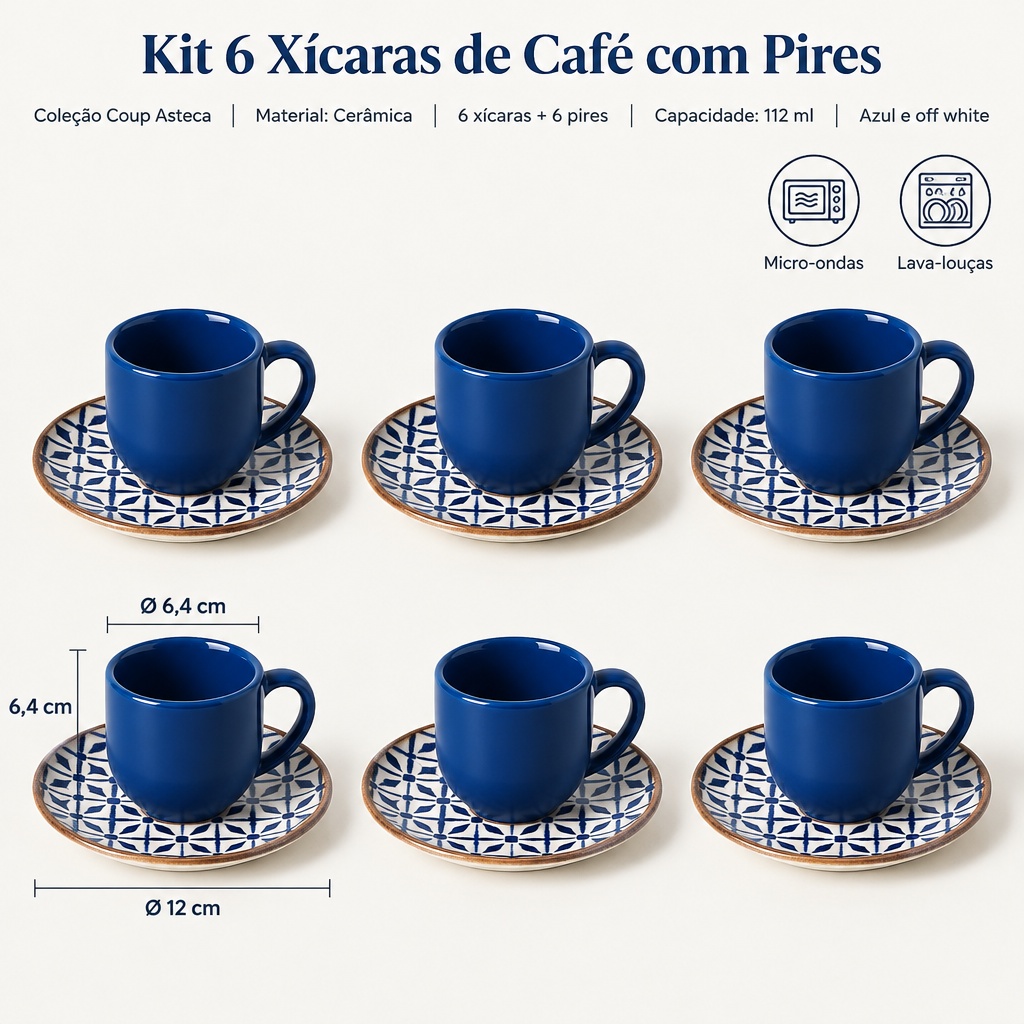 Kit 6 Xícaras de Café com Pires
Coleção Coup Asteca | Material: Cerâmica | 6 xícaras + 6 pires | Capacidade: 112 ml | Azul e off white
Micro-ondas Lava-louças
Ø 6,4 cm
6,4 cm
Ø 12 cm